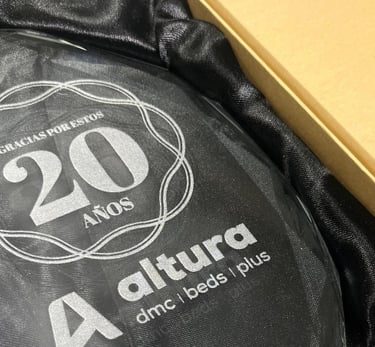 GRACIAS POR ESTOS
20
AÑOS
altura
dmc | beds | plus